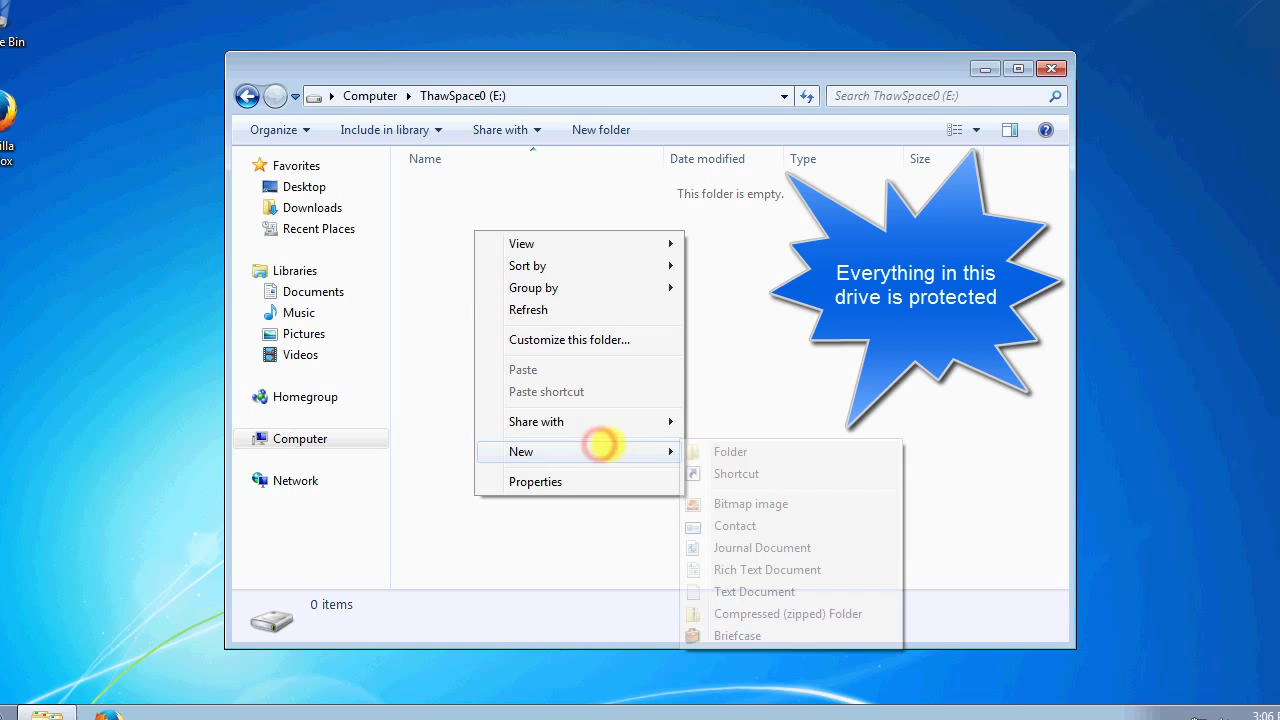 e Bin
illa
ox
Computer ThawSpace0 (E:)
Search ThawSpace0 (E:)
Organize Include in library Share with New folder
Favorites
Desktop
Downloads
Recent Places
Libraries
Documents
Music
Pictures
Videos
Homegroup
Computer
Network
Name Date modified Type Size
This folder is empty.
View
Sort by
Group by
Refresh
Customize this folder...
Paste
Paste shortcut
Share with
New
Properties
Folder
Shortcut
Bitmap image
Contact
Journal Document
Rich Text Document
Text Document
Compressed (zipped) Folder
Briefcase
Everything in this
drive is protected
0 items
3:06